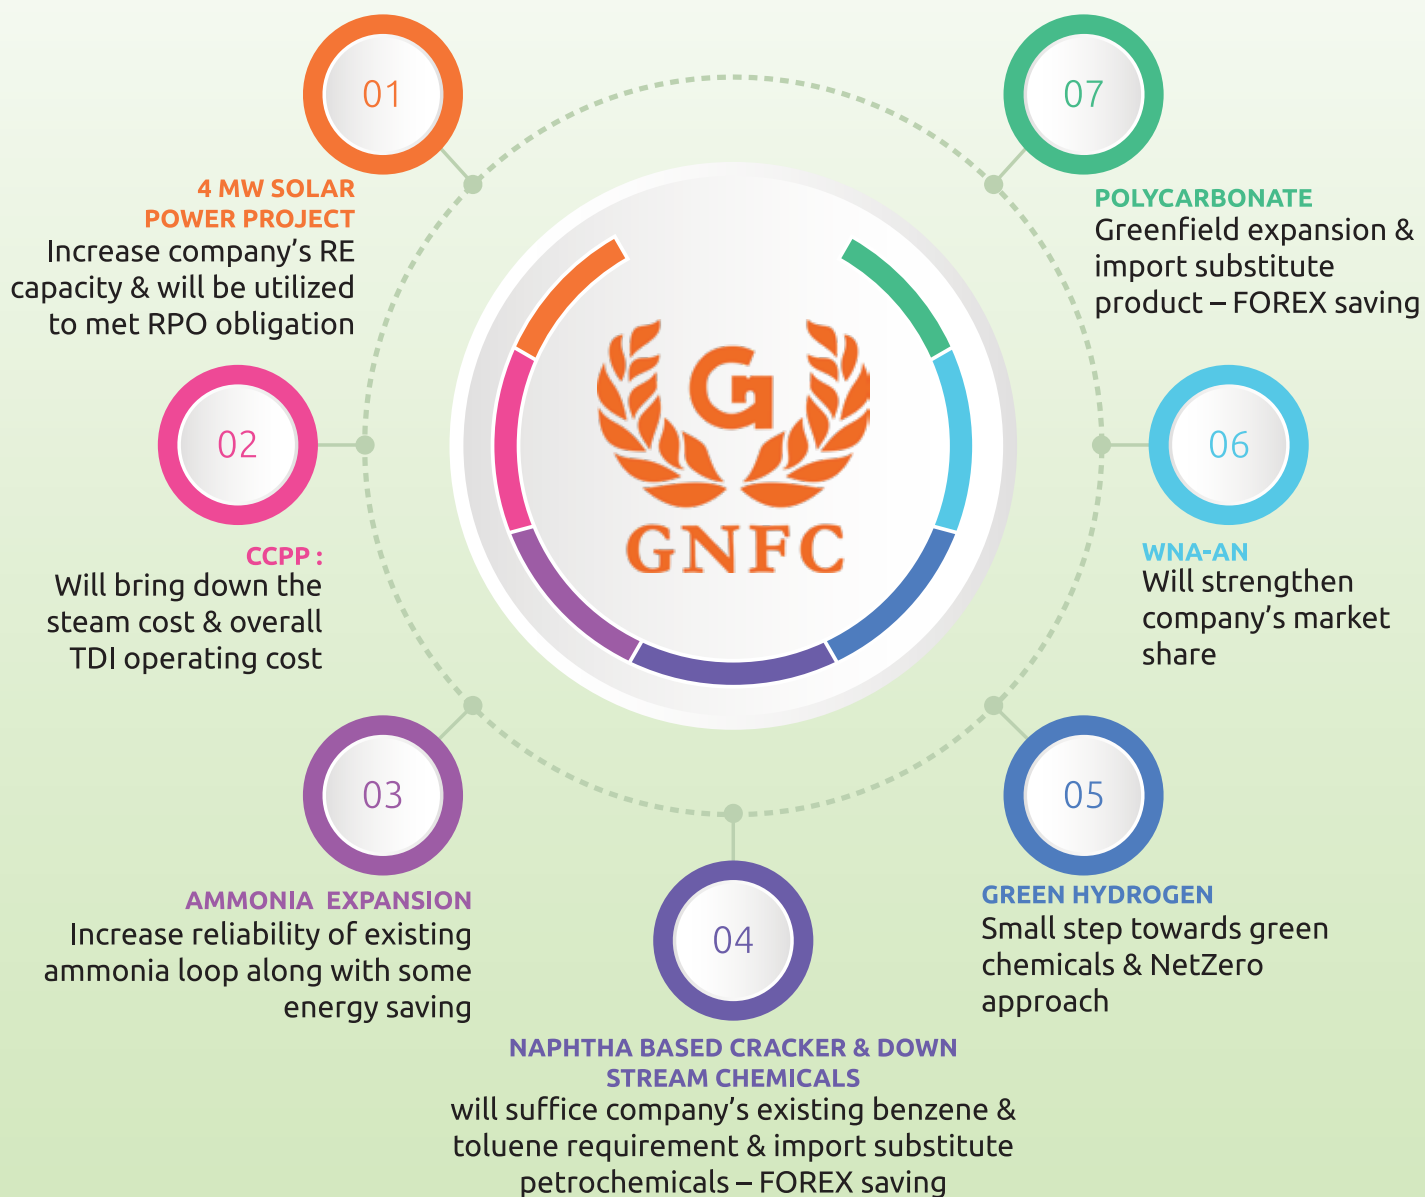 01
4 MW SOLAR
POWER PROJECT
Increase company’s RE
capacity & will be utilized
to met RPO obligation
02
CCPP :
Will bring down the
steam cost & overall
TDI operating cost
03
AMMONIA  EXPANSION
Increase reliability of existing
ammonia loop along with some
energy saving
04
NAPHTHA BASED CRACKER & DOWN
STREAM CHEMICALS
will suffice company’s existing benzene &
toluene requirement & import substitute
petrochemicals – FOREX saving
05
GREEN HYDROGEN
Small step towards green
chemicals & NetZero
approach
06
WNA-AN
Will strengthen
company’s market
share
07
POLYCARBONATE
Greenfield expansion &
import substitute
product – FOREX saving
G
GNFC